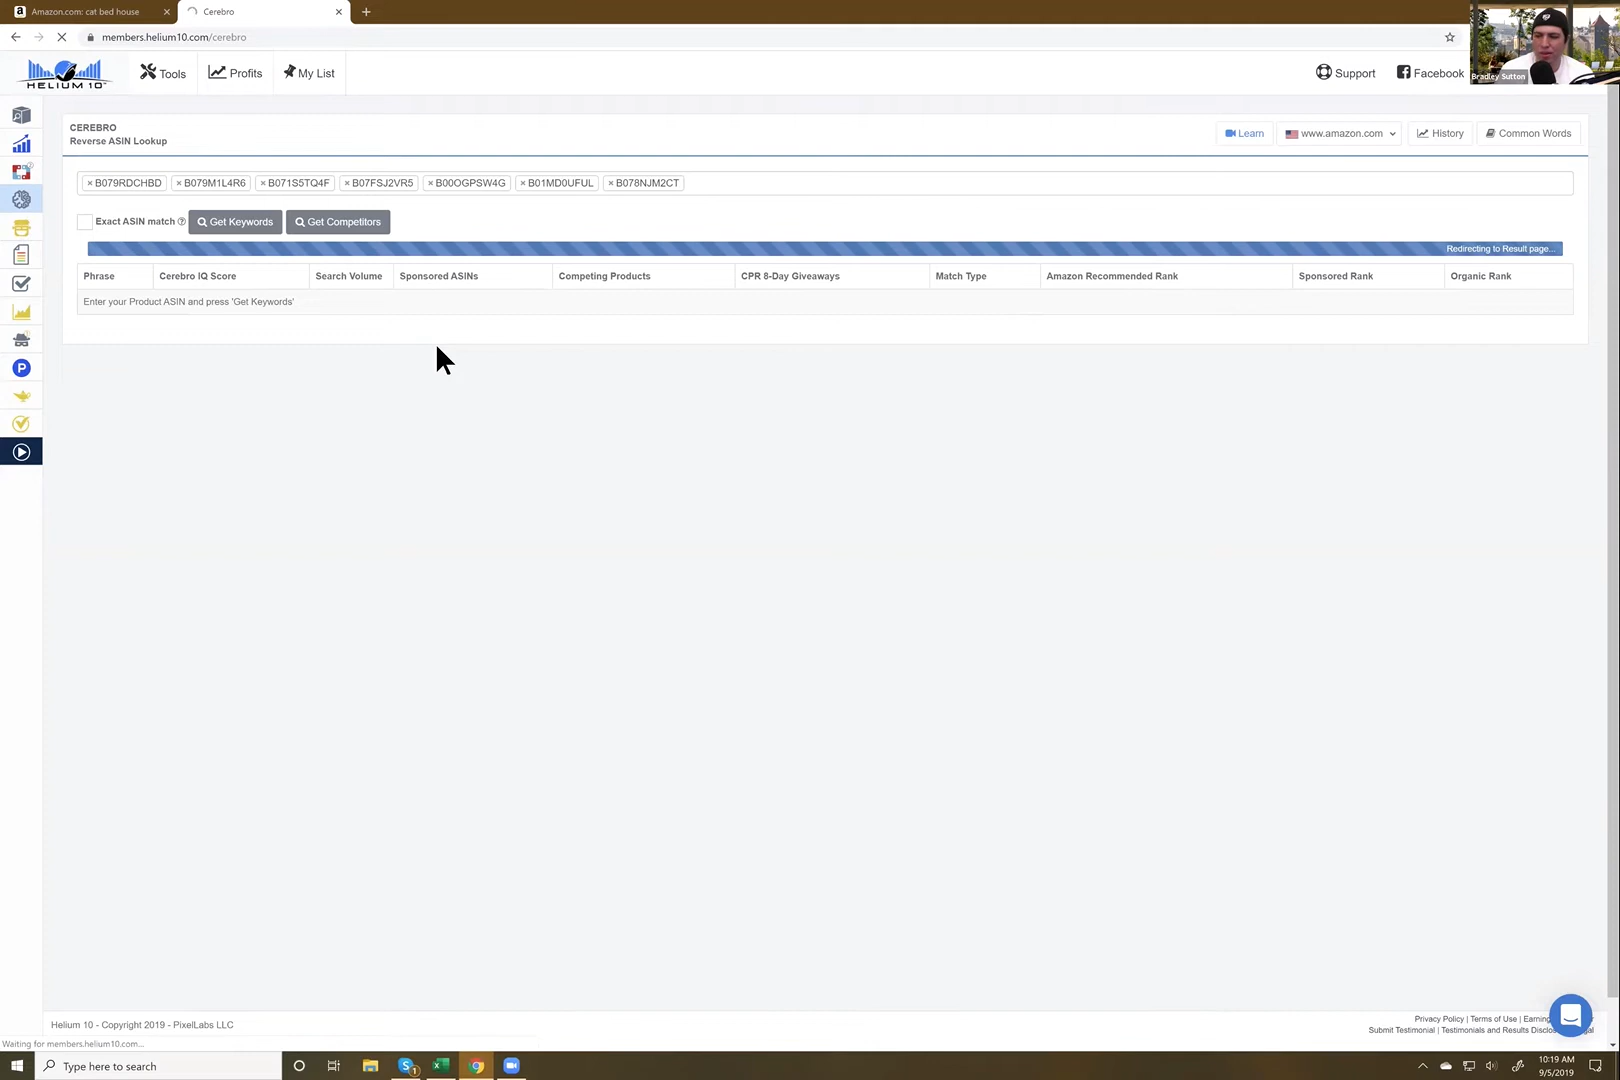 Amazon.com: cat bed house
Cerebro
members.helium10.com/cerebro
HELIUM 10
Tools
Profits
My List
Support
Facebook
Bradley Sutton
CEREBRO
Reverse ASIN Lookup
Learn
www.amazon.com
History
Common Words
× B079RDCHBD × B079M1L4R6 × B071S5TQ4F × B07FSJ2VR5 × B00OGPSW4G × B01MD0UFUL × B078NJM2CT
Exact ASIN match
Get Keywords
Get Competitors
Redirecting to Result page...
Phrase Cerebro IQ Score Search Volume Sponsored ASINs Competing Products CPR 8-Day Giveaways Match Type Amazon Recommended Rank Sponsored Rank Organic Rank
Enter your Product ASIN and press 'Get Keywords'
Helium 10 - Copyright 2019 - PixelLabs LLC
Privacy Policy | Terms of Use |
Submit Testimonial | Testimonials and Results
Waiting for members.helium10.com...
Type here to search
10:19 AM
9/5/2019